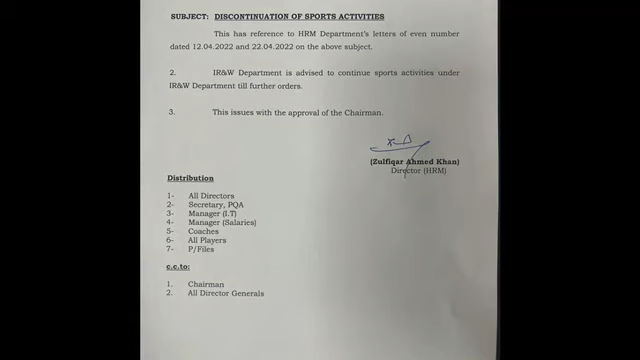 SUBJECT: DISCONTINUATION OF SPORTS ACTIVITIES
This has reference to HRM Department's letters of even number
dated 12.04.2022 and 22.04.2022 on the above subject.
2. IR&W Department is advised to continue sports activities under
IR&W Department till further orders.
3. This issues with the approval of the Chairman.
(Zulfiqar Ahmed Khan)
Director (HRM)
Distribution
1- All Directors
2- Secretary, PQA
3- Manager (I.T)
4- Manager (Salaries)
5- Coaches
6- All Players
7- P/Files
c.c.to:
1. Chairman
2. All Director Generals